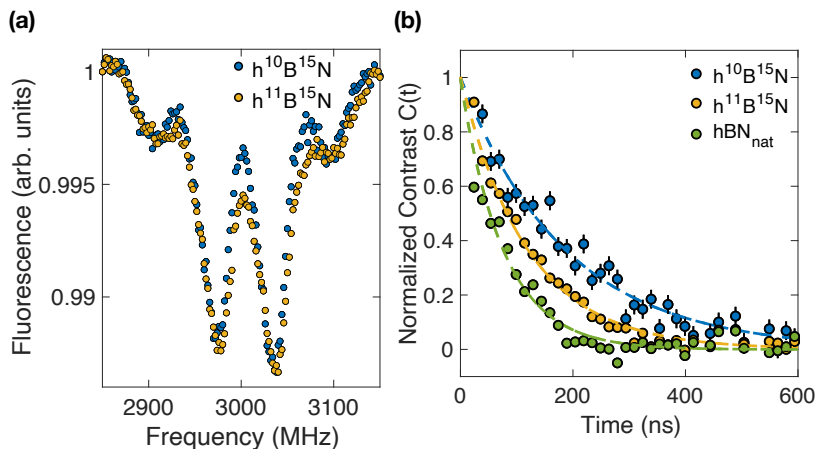 (a)
h¹⁰B¹⁵N
h¹¹B¹⁵N
1
0.995
0.99
Fluorescence (arb. units)
2900 3000 3100
Frequency (MHz)
(b)
h¹⁰B¹⁵N
h¹¹B¹⁵N
hBNₙₐₜ
1
0.8
0.6
0.4
0.2
0
Normalized Contrast C(t)
0 200 400 600
Time (ns)